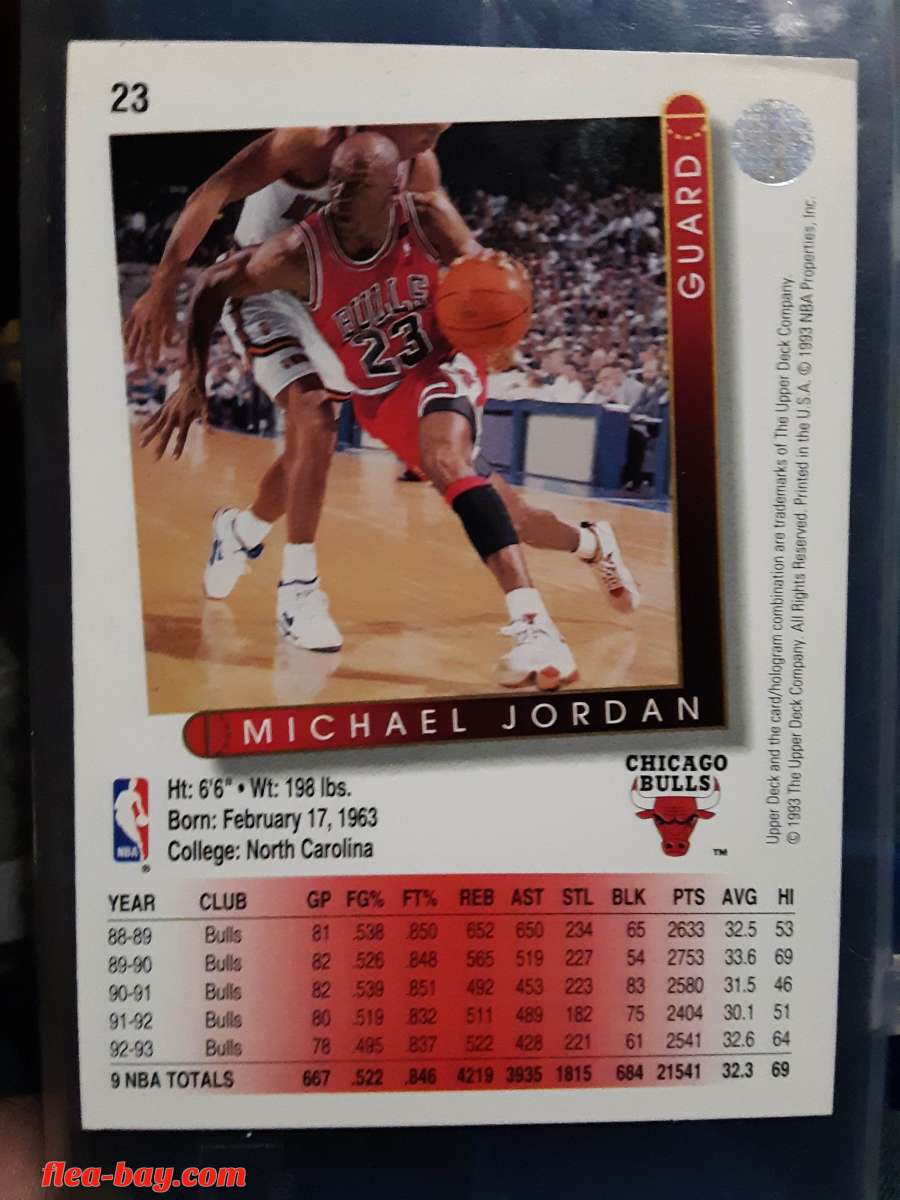 23
GUARD
BULLS
23
MICHAEL JORDAN
Upper Deck and the card/hologram combination are trademarks of The Upper Deck Company.
© 1993 The Upper Deck Company. All Rights Reserved. Printed in the U.S.A. © 1993 NBA Properties, Inc.
NBA
®
Ht: 6'6" • Wt: 198 lbs.
Born: February 17, 1963
College: North Carolina
CHICAGO
BULLS
™
YEAR CLUB GP FG% FT% REB AST STL BLK PTS AVG HI
88-89 Bulls 81 .538 .850 652 650 234 65 2633 32.5 53
89-90 Bulls 82 .526 .848 565 519 227 54 2753 33.6 69
90-91 Bulls 82 .539 .851 492 453 223 83 2580 31.5 46
91-92 Bulls 80 .519 .832 511 489 182 75 2404 30.1 51
92-93 Bulls 78 .495 .837 522 428 221 61 2541 32.6 64
9 NBA TOTALS 667 .522 .846 4219 3935 1815 684 21541 32.3 69
flea-bay.com